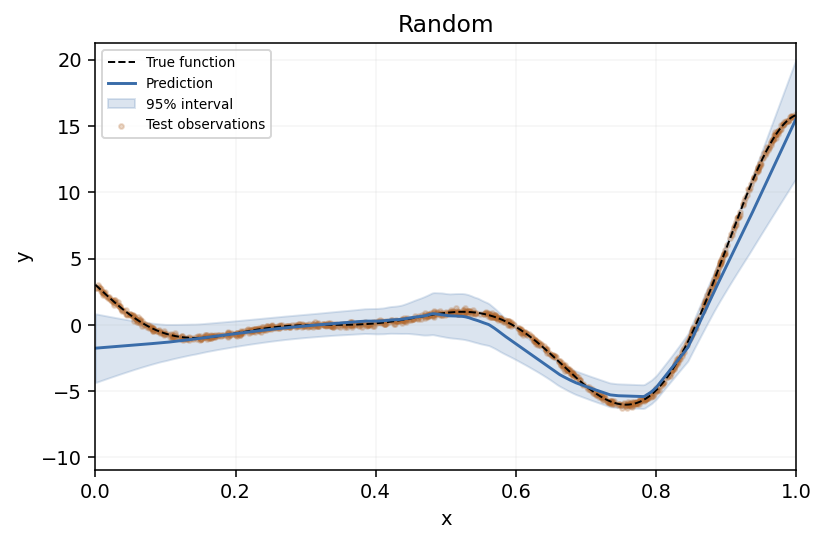 Random
True function
Prediction
95% interval
Test observations
20
15
10
5
0
−5
−10
y
0.0 0.2 0.4 0.6 0.8 1.0
x